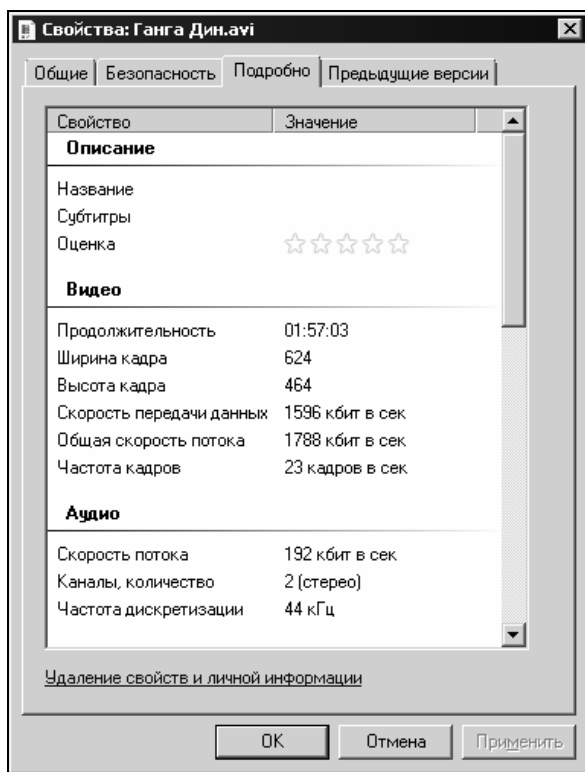 Свойства: Ганга Дин.avi
Общие Безопасность Подробно Предыдущие версии
Свойство Значение
Описание
Название
Субтитры
Оценка
Видео
Продолжительность 01:57:03
Ширина кадра 624
Высота кадра 464
Скорость передачи данных 1596 кбит в сек
Общая скорость потока 1788 кбит в сек
Частота кадров 23 кадров в сек
Аудио
Скорость потока 192 кбит в сек
Каналы, количество 2 (стерео)
Частота дискретизации 44 кГц
Удаление свойств и личной информации
OK Отмена Применить